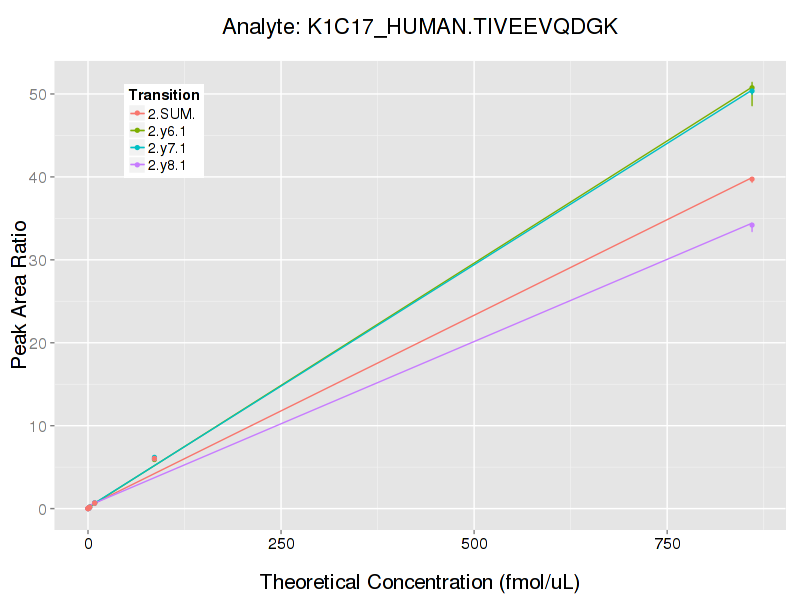 Analyte: K1C17_HUMAN.TIVEEVQDGK
Transition
2.SUM.
2.y6.1
2.y7.1
2.y8.1
Peak Area Ratio
50
40
30
20
10
0
0 250 500 750
Theoretical Concentration (fmol/uL)